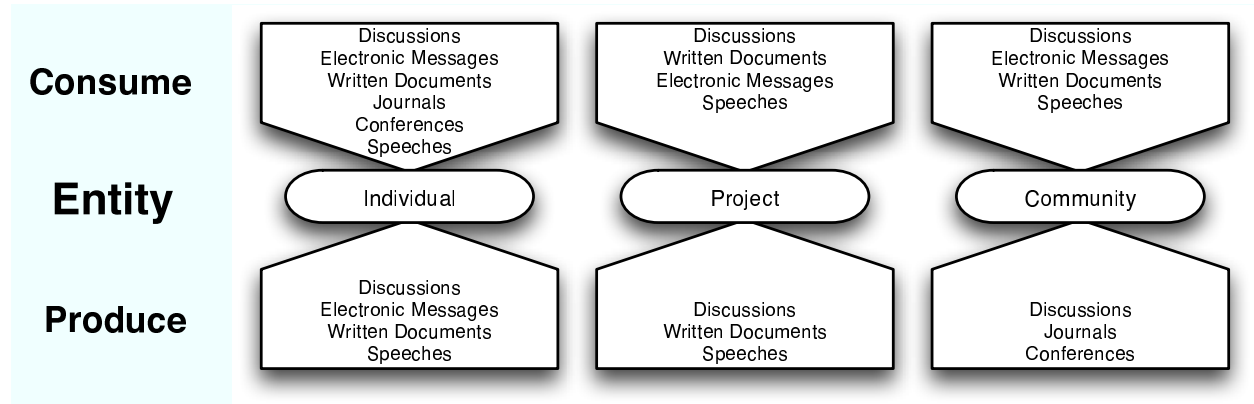 Consume
Discussions
Electronic Messages
Written Documents
Journals
Conferences
Speeches
Discussions
Written Documents
Electronic Messages
Speeches
Discussions
Electronic Messages
Written Documents
Speeches
Entity
Individual
Project
Community
Produce
Discussions
Electronic Messages
Written Documents
Speeches
Discussions
Written Documents
Speeches
Discussions
Journals
Conferences